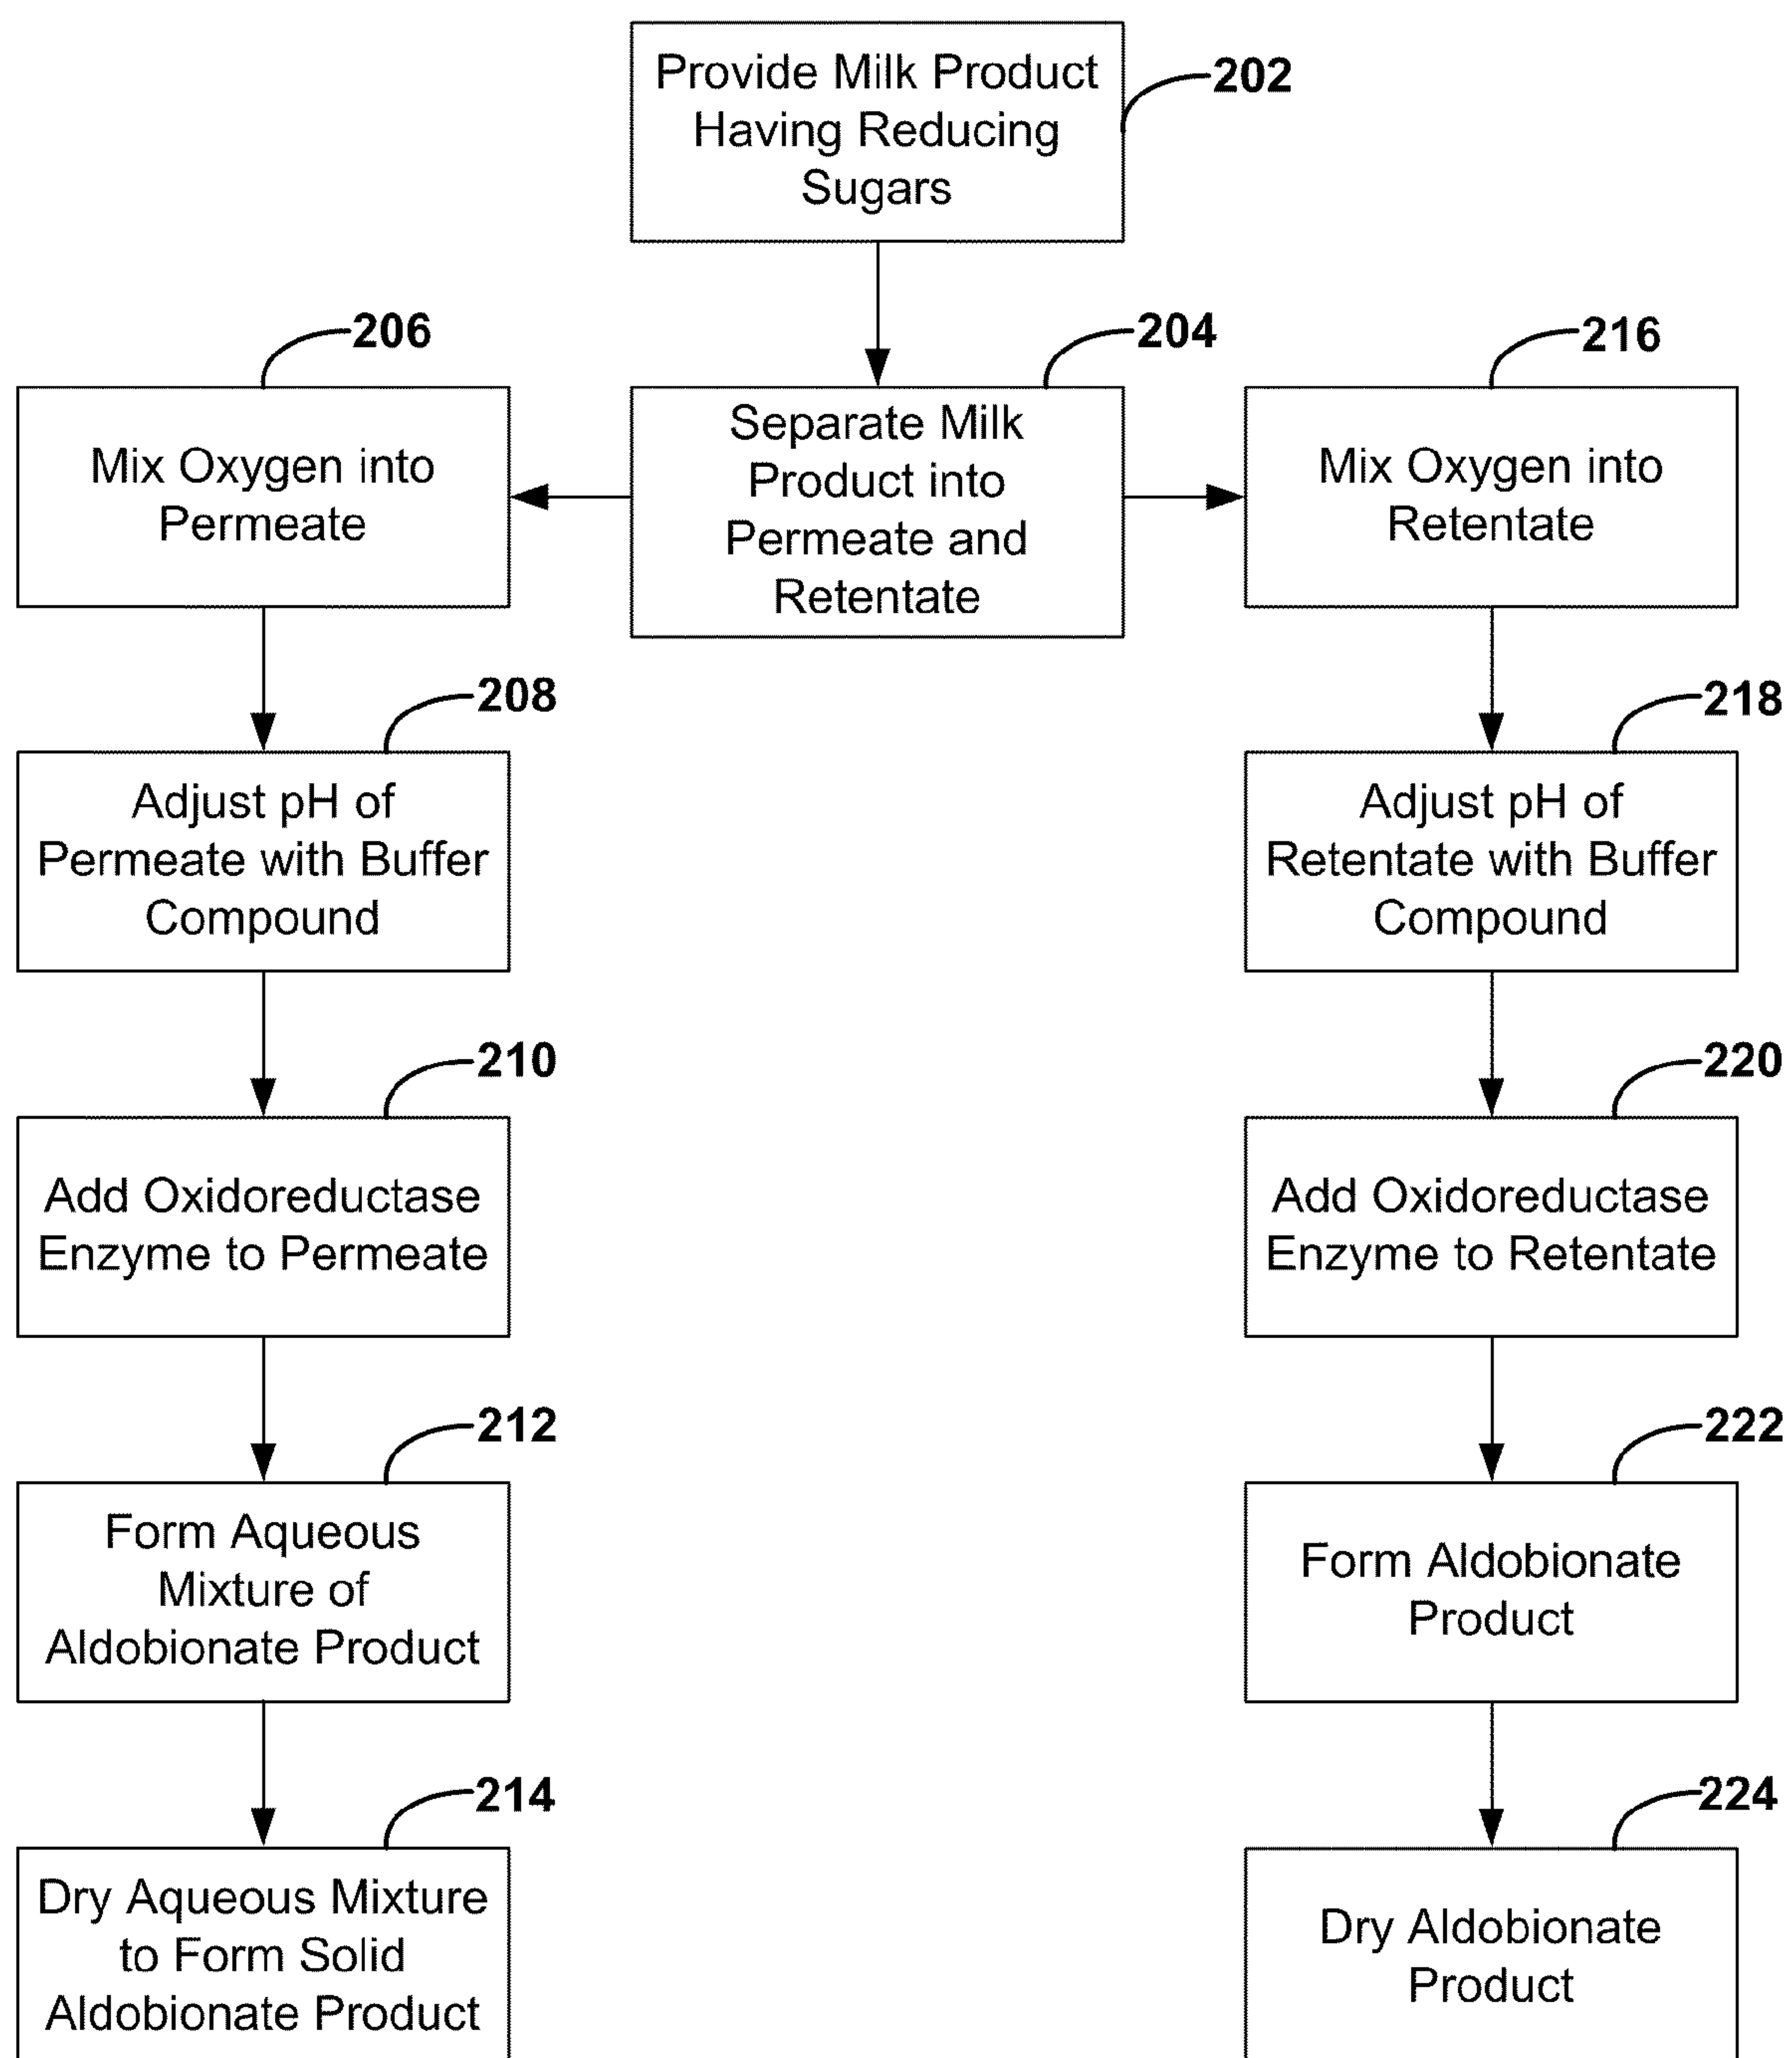 Provide Milk Product
Having Reducing
Sugars
202
Separate Milk
Product into
Permeate and
Retentate
204
Mix Oxygen into
Permeate
206
Adjust pH of
Permeate with Buffer
Compound
208
Add Oxidoreductase
Enzyme to Permeate
210
Form Aqueous
Mixture of
Aldobionate Product
212
Dry Aqueous Mixture
to Form Solid
Aldobionate Product
214
Mix Oxygen into
Retentate
216
Adjust pH of
Retentate with Buffer
Compound
218
Add Oxidoreductase
Enzyme to Retentate
220
Form Aldobionate
Product
222
Dry Aldobionate
Product
224